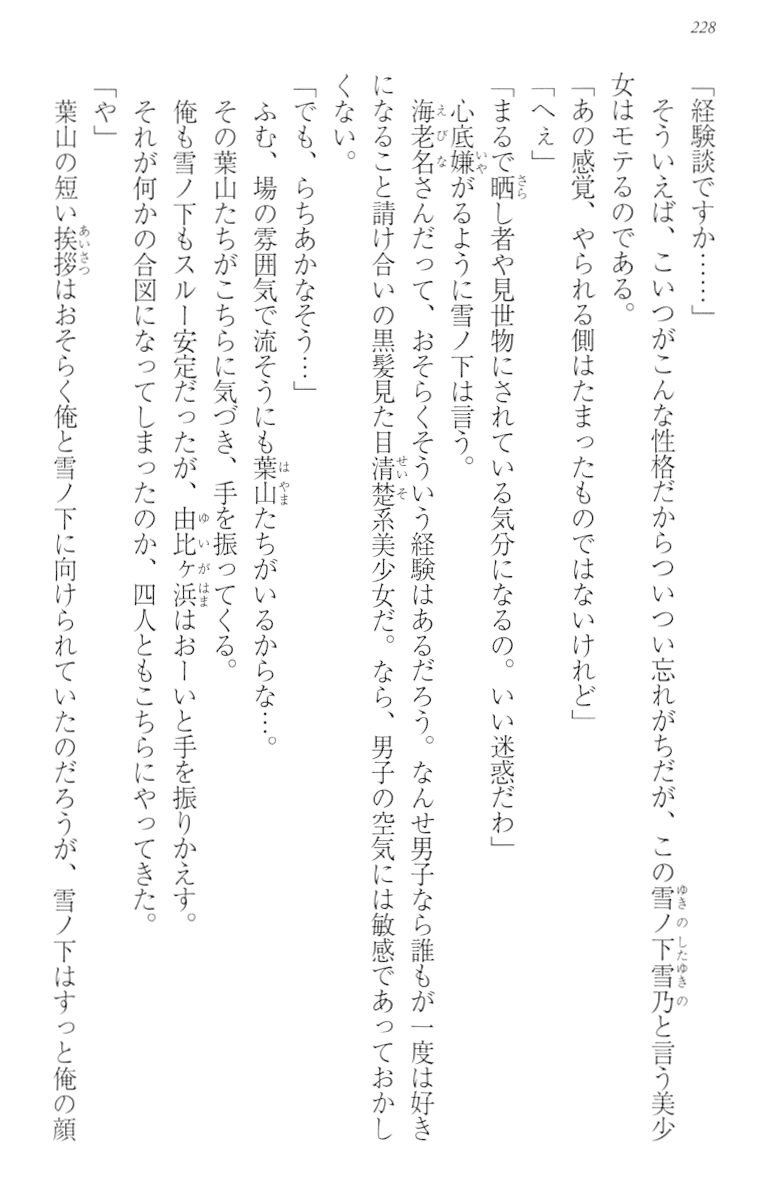 228
「経験談ですか……」
　そういえば、こいつがこんな性格だからついつい忘れがちだが、この雪ノ下雪乃と言う美少
女はモテるのである。
「あの感覚、やられる側はたまったものではないけれど」
「へぇ」
「まるで晒し者や見世物にされている気分になるの。いい迷惑だわ」
　心底嫌がるように雪ノ下は言う。
　海老名さんだって、おそらくそういう経験はあるだろう。なんせ男子なら誰もが一度は好き
になること請け合いの黒髪見た目清楚系美少女だ。なら、男子の空気には敏感であっておかし
くない。
「でも、らちあかなそう…」
　ふむ、場の雰囲気で流そうにも葉山たちがいるからな…。
　その葉山たちがこちらに気づき、手を振ってくる。
　俺も雪ノ下もスルー安定だったが、由比ヶ浜はおーいと手を振りかえす。
　それが何かの合図になってしまったのか、四人ともこちらにやってきた。
「や」
　葉山の短い挨拶はおそらく俺と雪ノ下に向けられていたのだろうが、雪ノ下はすっと俺の顔